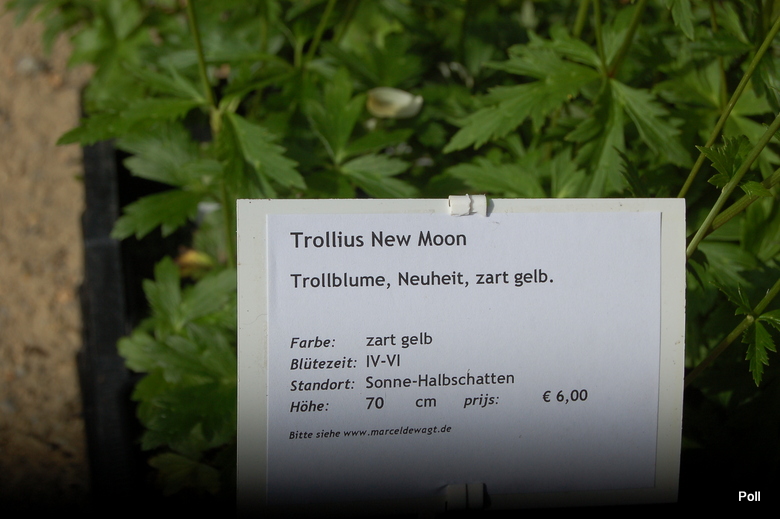 Trollius New Moon
Trollblume, Neuheit, zart gelb.
Farbe: zart gelb
Blütezeit: IV-VI
Standort: Sonne-Halbschatten
Höhe: 70 cm prijs: € 6,00
Bitte siehe www.marceldewagt.de
Poll